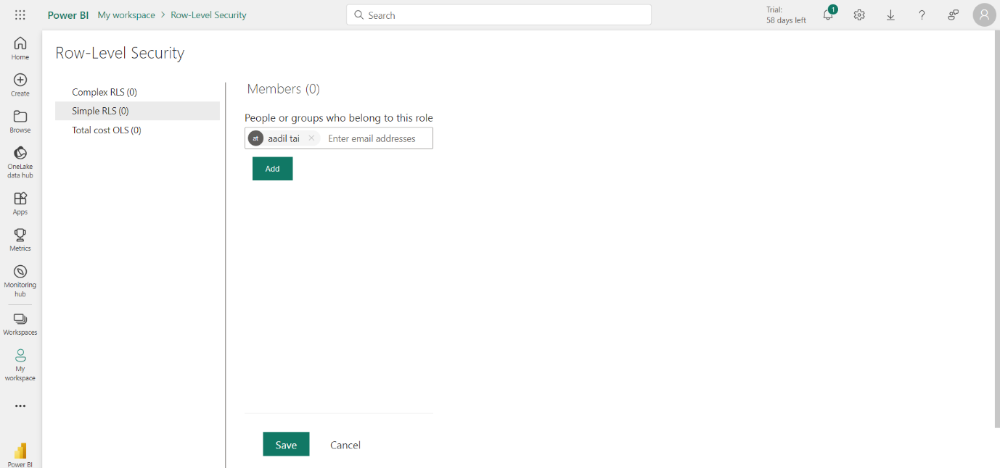 Power BI My workspace > Row-Level Security
Search
Trial:
58 days left
1
Home
Create
Browse
OneLake
data hub
Apps
Metrics
Monitoring
hub
Workspaces
My
workspace
Power BI
Row-Level Security
Complex RLS (0)
Simple RLS (0)
Total cost OLS (0)
Members (0)
People or groups who belong to this role
at aadil tai × Enter email addresses
Add
Save Cancel